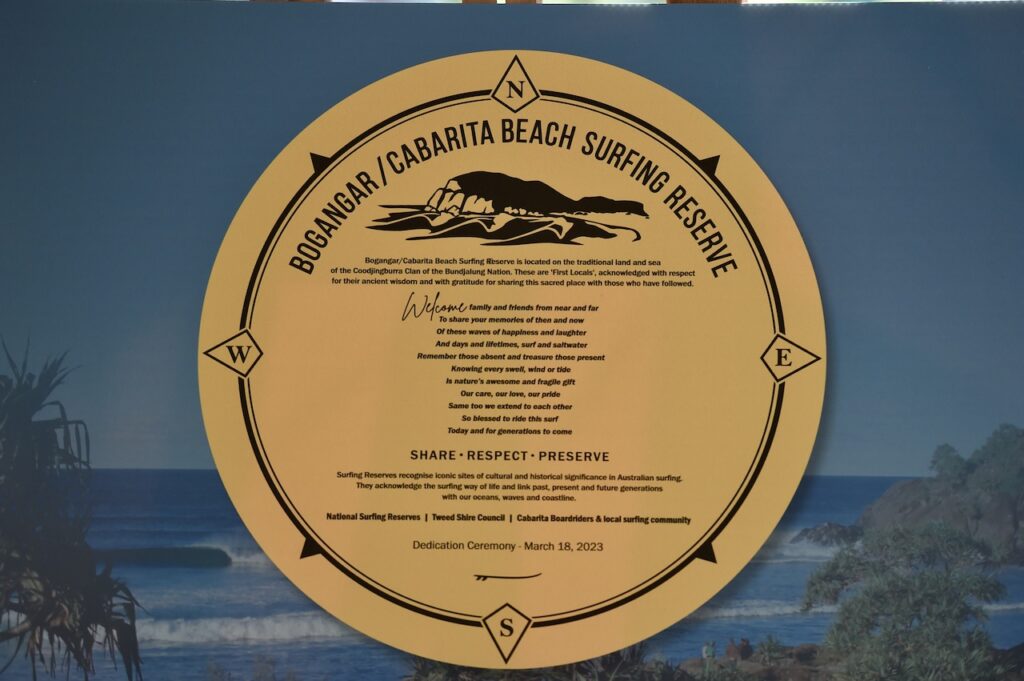 N
BOGANGAR/CABARITA BEACH SURFING RESERVE
Bogangar/Cabarita Beach Surfing Reserve is located on the traditional land and sea
of the Coodjingburra Clan of the Bundjalung Nation. These are 'First Locals', acknowledged with respect
for their ancient wisdom and with gratitude for sharing this sacred place with those who have followed.
Welcome family and friends from near and far
To share your memories of then and now
Of these waves of happiness and laughter
And days and lifetimes, surf and saltwater
W
E
Remember those absent and treasure those present
Knowing every swell, wind or tide
Is nature's awesome and fragile gift
Our care, our love, our pride
Same too we extend to each other
So blessed to ride this surf
Today and for generations to come
SHARE • RESPECT • PRESERVE
Surfing Reserves recognise iconic sites of cultural and historical significance in Australian surfing.
They acknowledge the surfing way of life and link past, present and future generations
with our oceans, waves and coastline.
National Surfing Reserves | Tweed Shire Council | Cabarita Boardriders & local surfing community
Dedication Ceremony - March 18, 2023
S